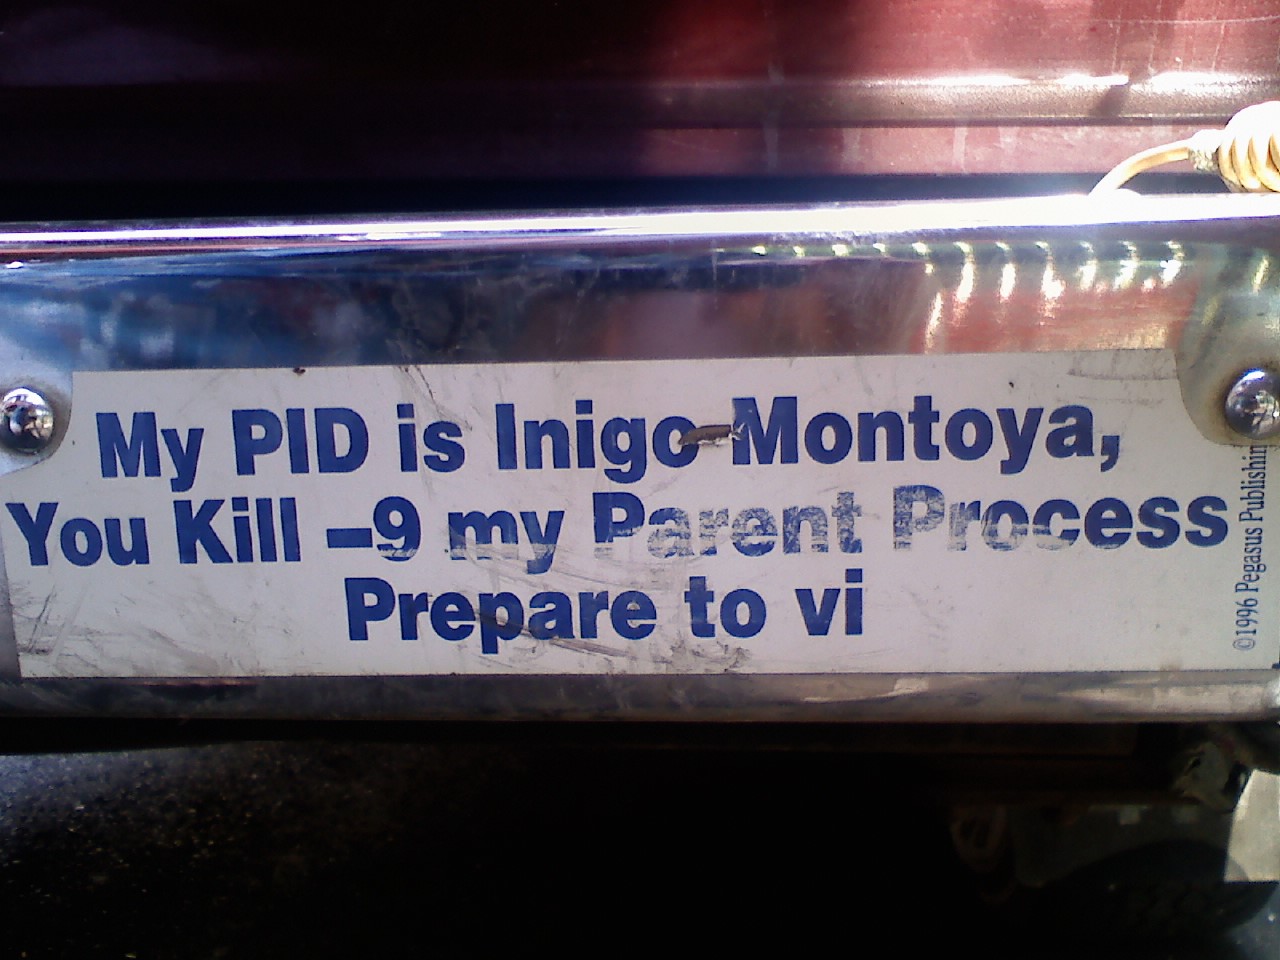 My PID is Inigo Montoya,
You Kill –9 my Parent Process
Prepare to vi
©1996 Pegasus Publishin